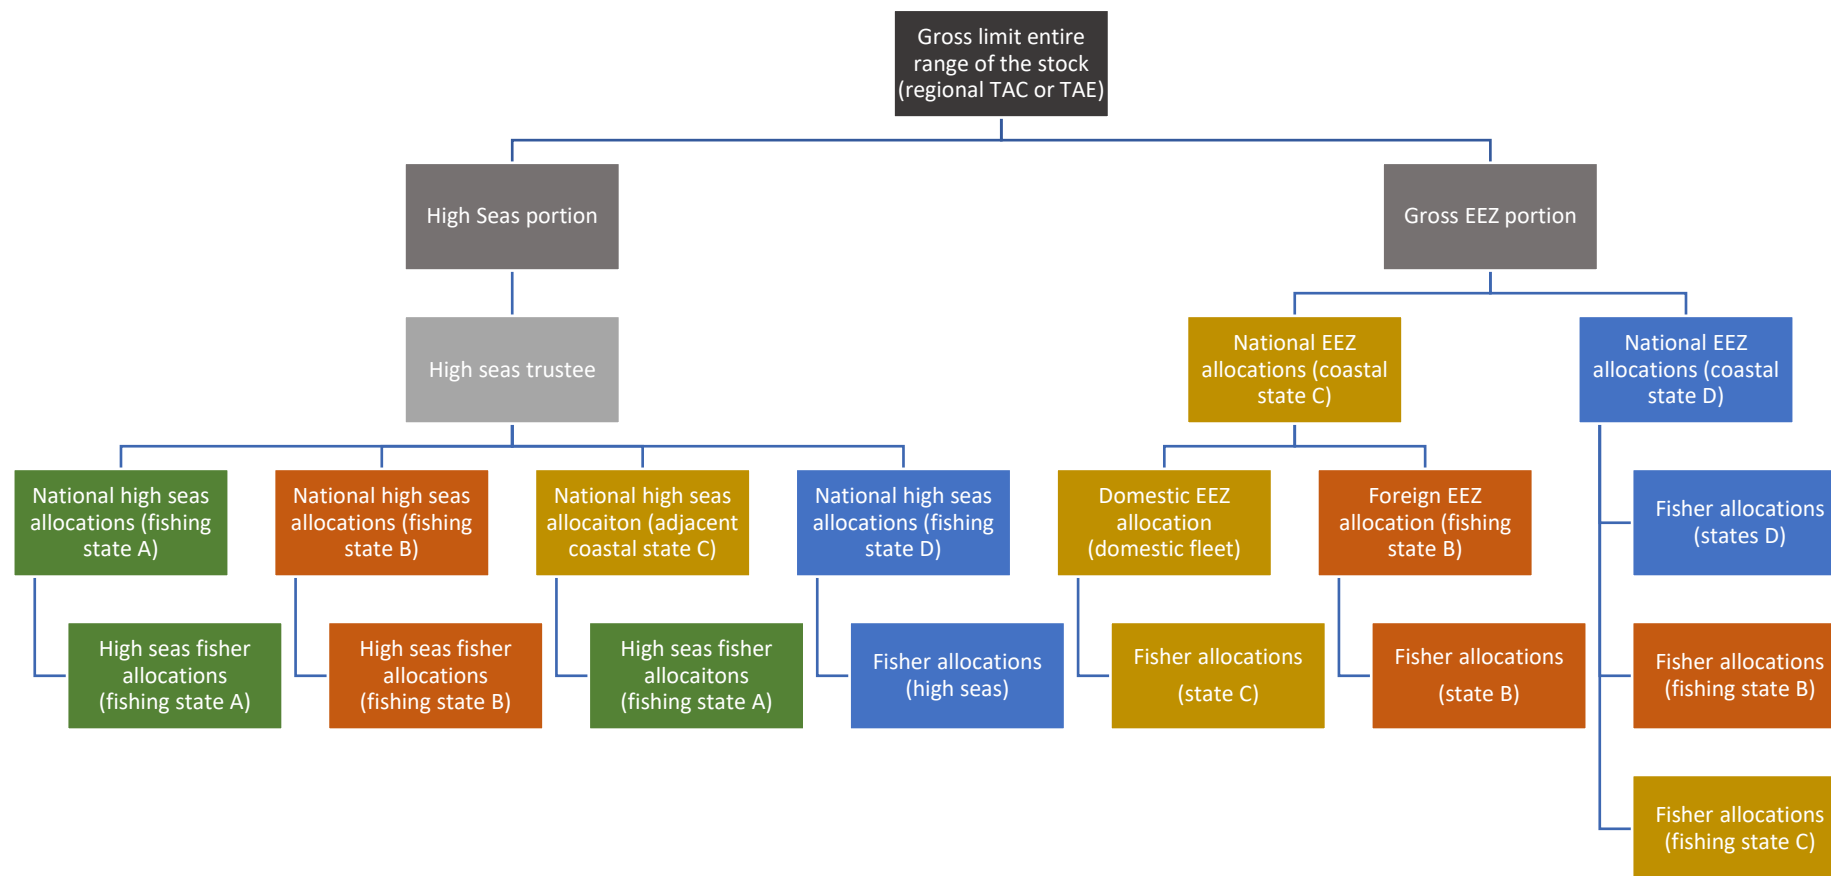 Gross limit entire
range of the stock
(regional TAC or TAE)
High Seas portion
Gross EEZ portion
High seas trustee
National EEZ
allocations (coastal
state C)
National EEZ
allocations (coastal
state D)
National high seas
allocations (fishing
state A)
National high seas
allocations (fishing
state B)
National high seas
allocaiton (adjacent
coastal state C)
National high seas
allocations (fishing
state D)
Domestic EEZ
allocation
(domestic fleet)
Foreign EEZ
allocation (fishing
state B)
Fisher allocations
(states D)
High seas fisher
allocations
(fishing state A)
High seas fisher
allocations
(fishing state B)
High seas fisher
allocaitons
(fishing state A)
Fisher allocations
(high seas)
Fisher allocations
(state C)
Fisher allocations
(state B)
Fisher allocations
(fishing state B)
Fisher allocations
(fishing state C)